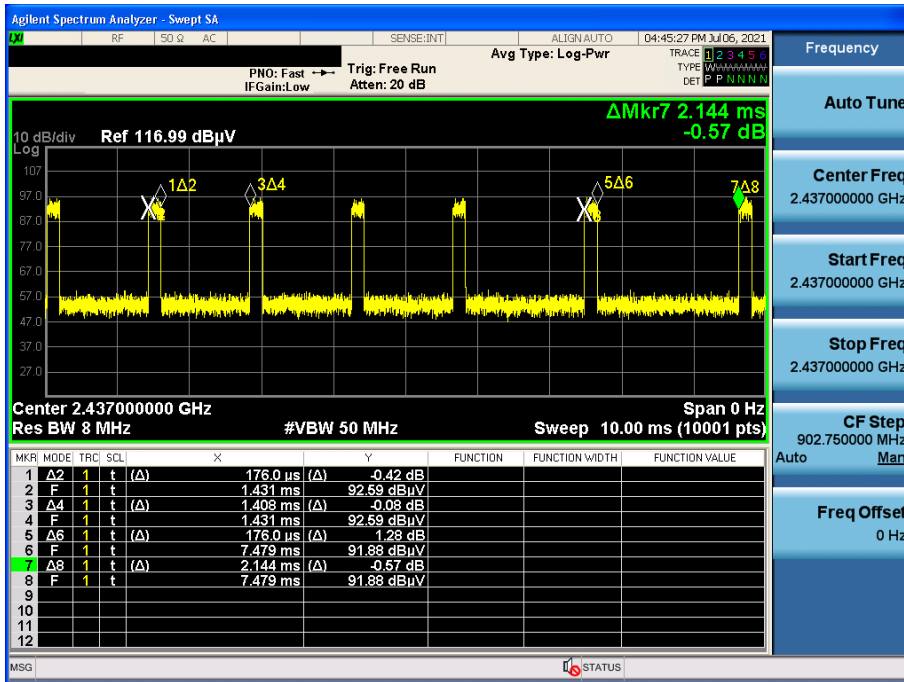 Agilent Spectrum Analyzer - Swept SA
LXI RF 50 Ω AC SENSE:INT ALIGN AUTO 04:45:27 PM Jul 06, 2021
Frequency
Avg Type: Log-Pwr
TRACE 1 2 3 4 5 6
PNO: Fast Trig: Free Run
TYPE WWWWWWW
IFGain:Low Atten: 20 dB
DET P P N N N N
Auto Tune
ΔMkr7 2.144 ms
-0.57 dB
10 dB/div Ref 116.99 dBµV
Log
107
97.0
87.0
77.0
67.0
57.0
47.0
37.0
27.0
1Δ2 3Δ4 5Δ6 7Δ8
Center Freq
2.437000000 GHz
Start Freq
2.437000000 GHz
Stop Freq
2.437000000 GHz
Center 2.437000000 GHz Span 0 Hz
Res BW 8 MHz #VBW 50 MHz Sweep 10.00 ms (10001 pts)
CF Step
902.750000 MHz
Auto Man
Freq Offset
0 Hz
MKR MODE TRC SCL X Y FUNCTION FUNCTION WIDTH FUNCTION VALUE
1 Δ2 1 t (Δ) 176.0 µs (Δ) -0.42 dB
2 F 1 t 1.431 ms 92.59 dBµV
3 Δ4 1 t (Δ) 1.408 ms (Δ) -0.08 dB
4 F 1 t 1.431 ms 92.59 dBµV
5 Δ6 1 t (Δ) 176.0 µs (Δ) 1.28 dB
6 F 1 t 7.479 ms 91.88 dBµV
7 Δ8 1 t (Δ) 2.144 ms (Δ) -0.57 dB
8 F 1 t 7.479 ms 91.88 dBµV
9
10
11
12
MSG STATUS